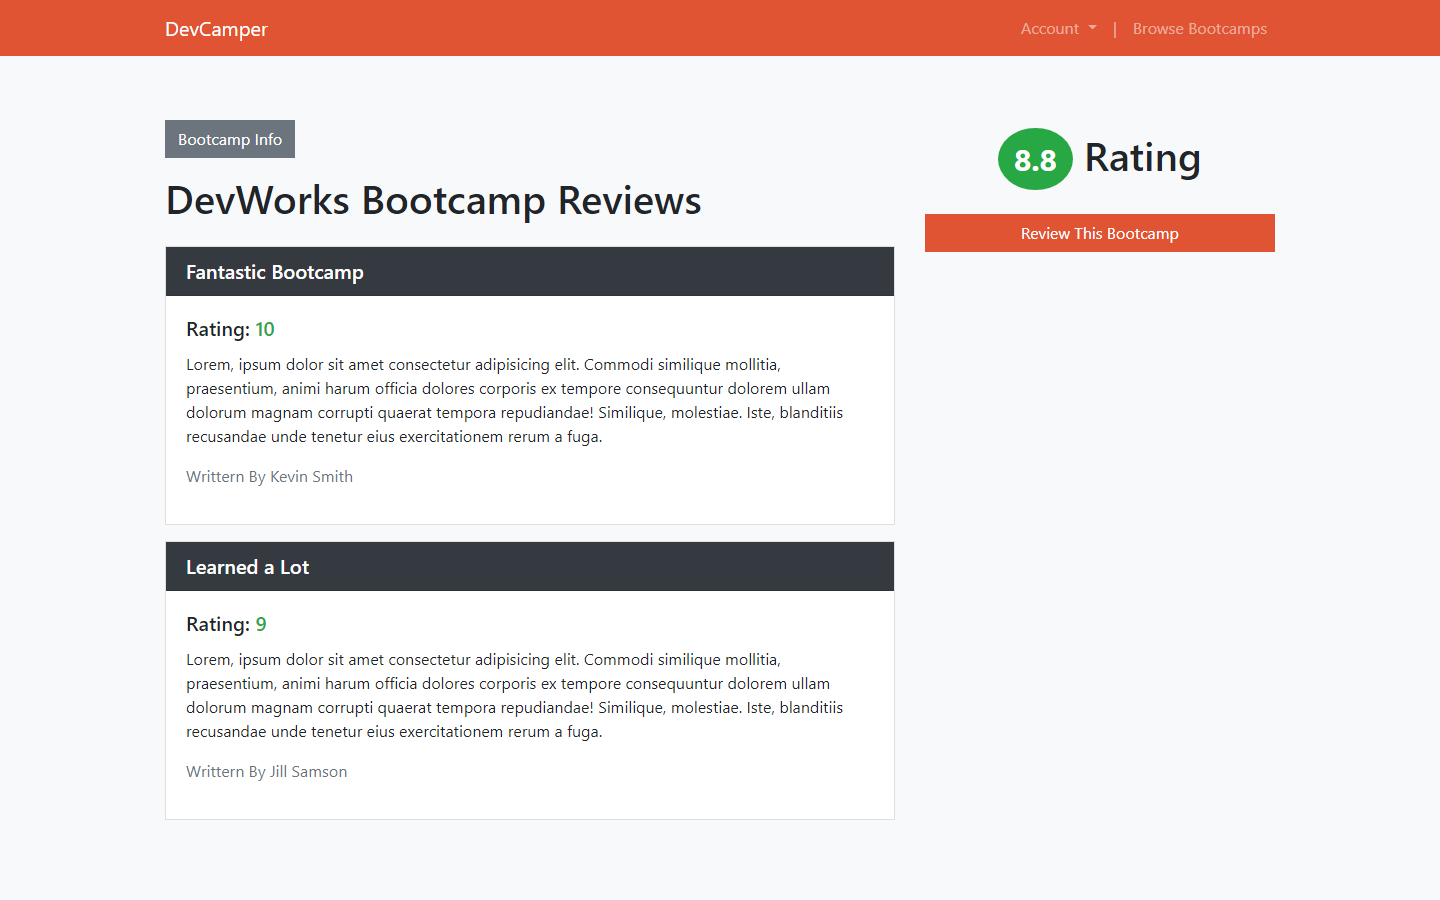 DevCamper
Account
|
Browse Bootcamps
Bootcamp Info
DevWorks Bootcamp Reviews
Fantastic Bootcamp
Rating: 10
Lorem, ipsum dolor sit amet consectetur adipisicing elit. Commodi similique mollitia,
praesentium, animi harum officia dolores corporis ex tempore consequuntur dolorem ullam
dolorum magnam corrupti quaerat tempora repudiandae! Similique, molestiae. Iste, blanditiis
recusandae unde tenetur eius exercitationem rerum a fuga.
Writtern By Kevin Smith
Learned a Lot
Rating: 9
Lorem, ipsum dolor sit amet consectetur adipisicing elit. Commodi similique mollitia,
praesentium, animi harum officia dolores corporis ex tempore consequuntur dolorem ullam
dolorum magnam corrupti quaerat tempora repudiandae! Similique, molestiae. Iste, blanditiis
recusandae unde tenetur eius exercitationem rerum a fuga.
Writtern By Jill Samson
8.8 Rating
Review This Bootcamp